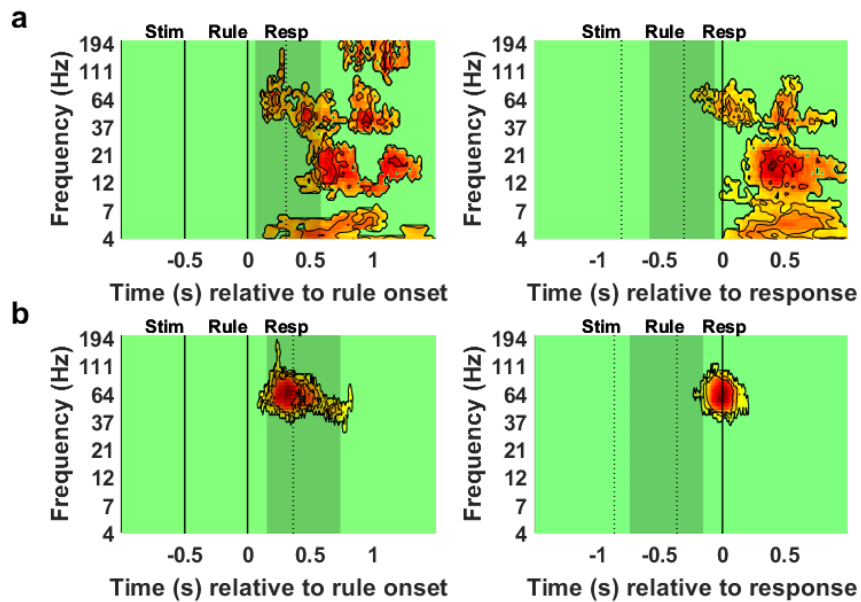 a
Stim Rule Resp
Stim Rule Resp
Frequency (Hz)
194
111
64
37
21
12
7
4
-0.5 0 0.5 1
Time (s) relative to rule onset
Frequency (Hz)
194
111
64
37
21
12
7
4
-1 -0.5 0 0.5
Time (s) relative to response
b
Stim Rule Resp
Stim Rule Resp
Frequency (Hz)
194
111
64
37
21
12
7
4
-0.5 0 0.5 1
Time (s) relative to rule onset
Frequency (Hz)
194
111
64
37
21
12
7
4
-1 -0.5 0 0.5
Time (s) relative to response